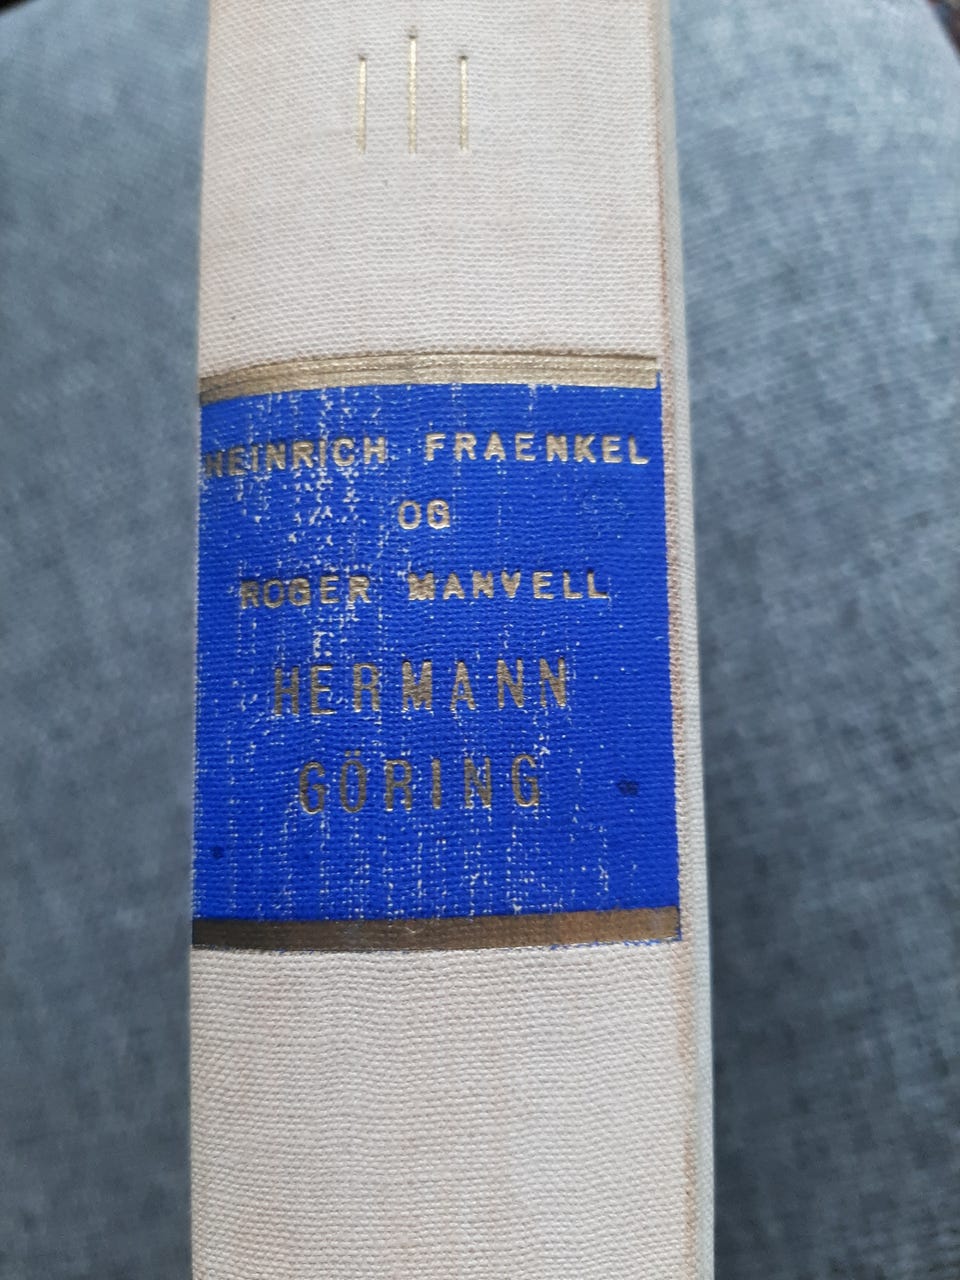 HEINRICH FRAENKEL
OG
ROGER MANVELL
HERMANN
GÖRING